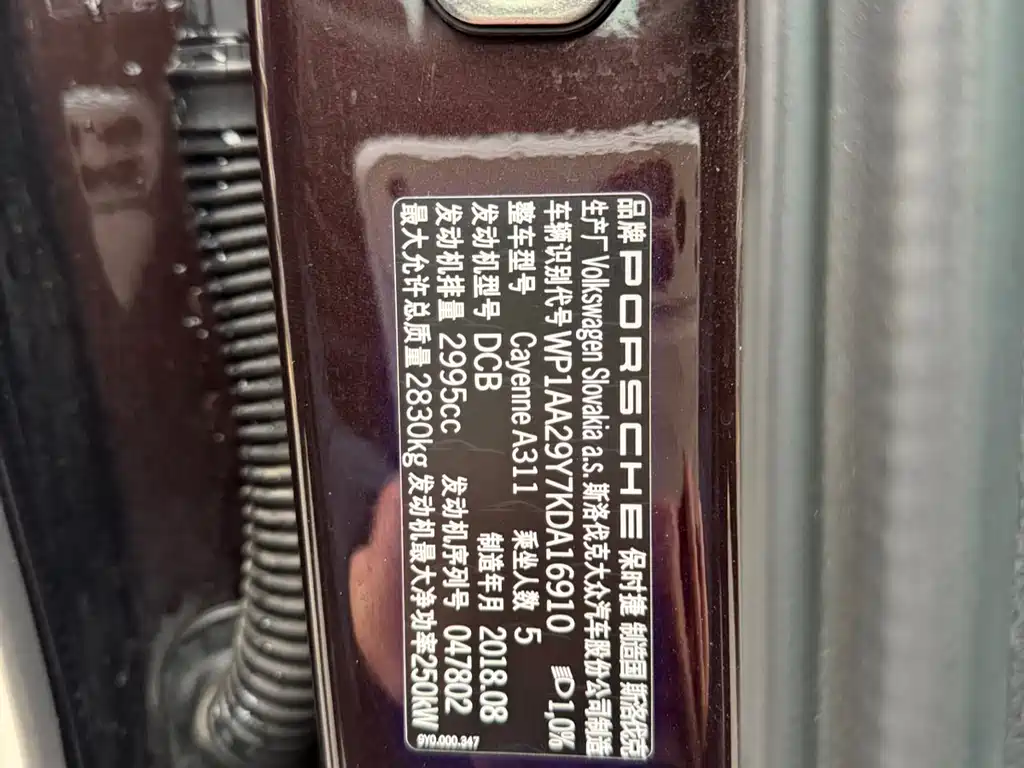 品牌 PORSCHE 保时捷 制造国 斯洛伐克
生产厂 Volkswagen Slovakia a.s. 斯洛伐克大众汽车股份公司制造
车辆识别代号 WP1AA29Y7KDA16910 D1,0%
整车型号 Cayenne A311 乘坐人数 5
发动机型号 DCB 制造年月 2018.08
发动机排量 2995cc 发动机序列号 047802
最大允许总质量 2830kg 发动机最大净功率 250kW
9Y0.000.347